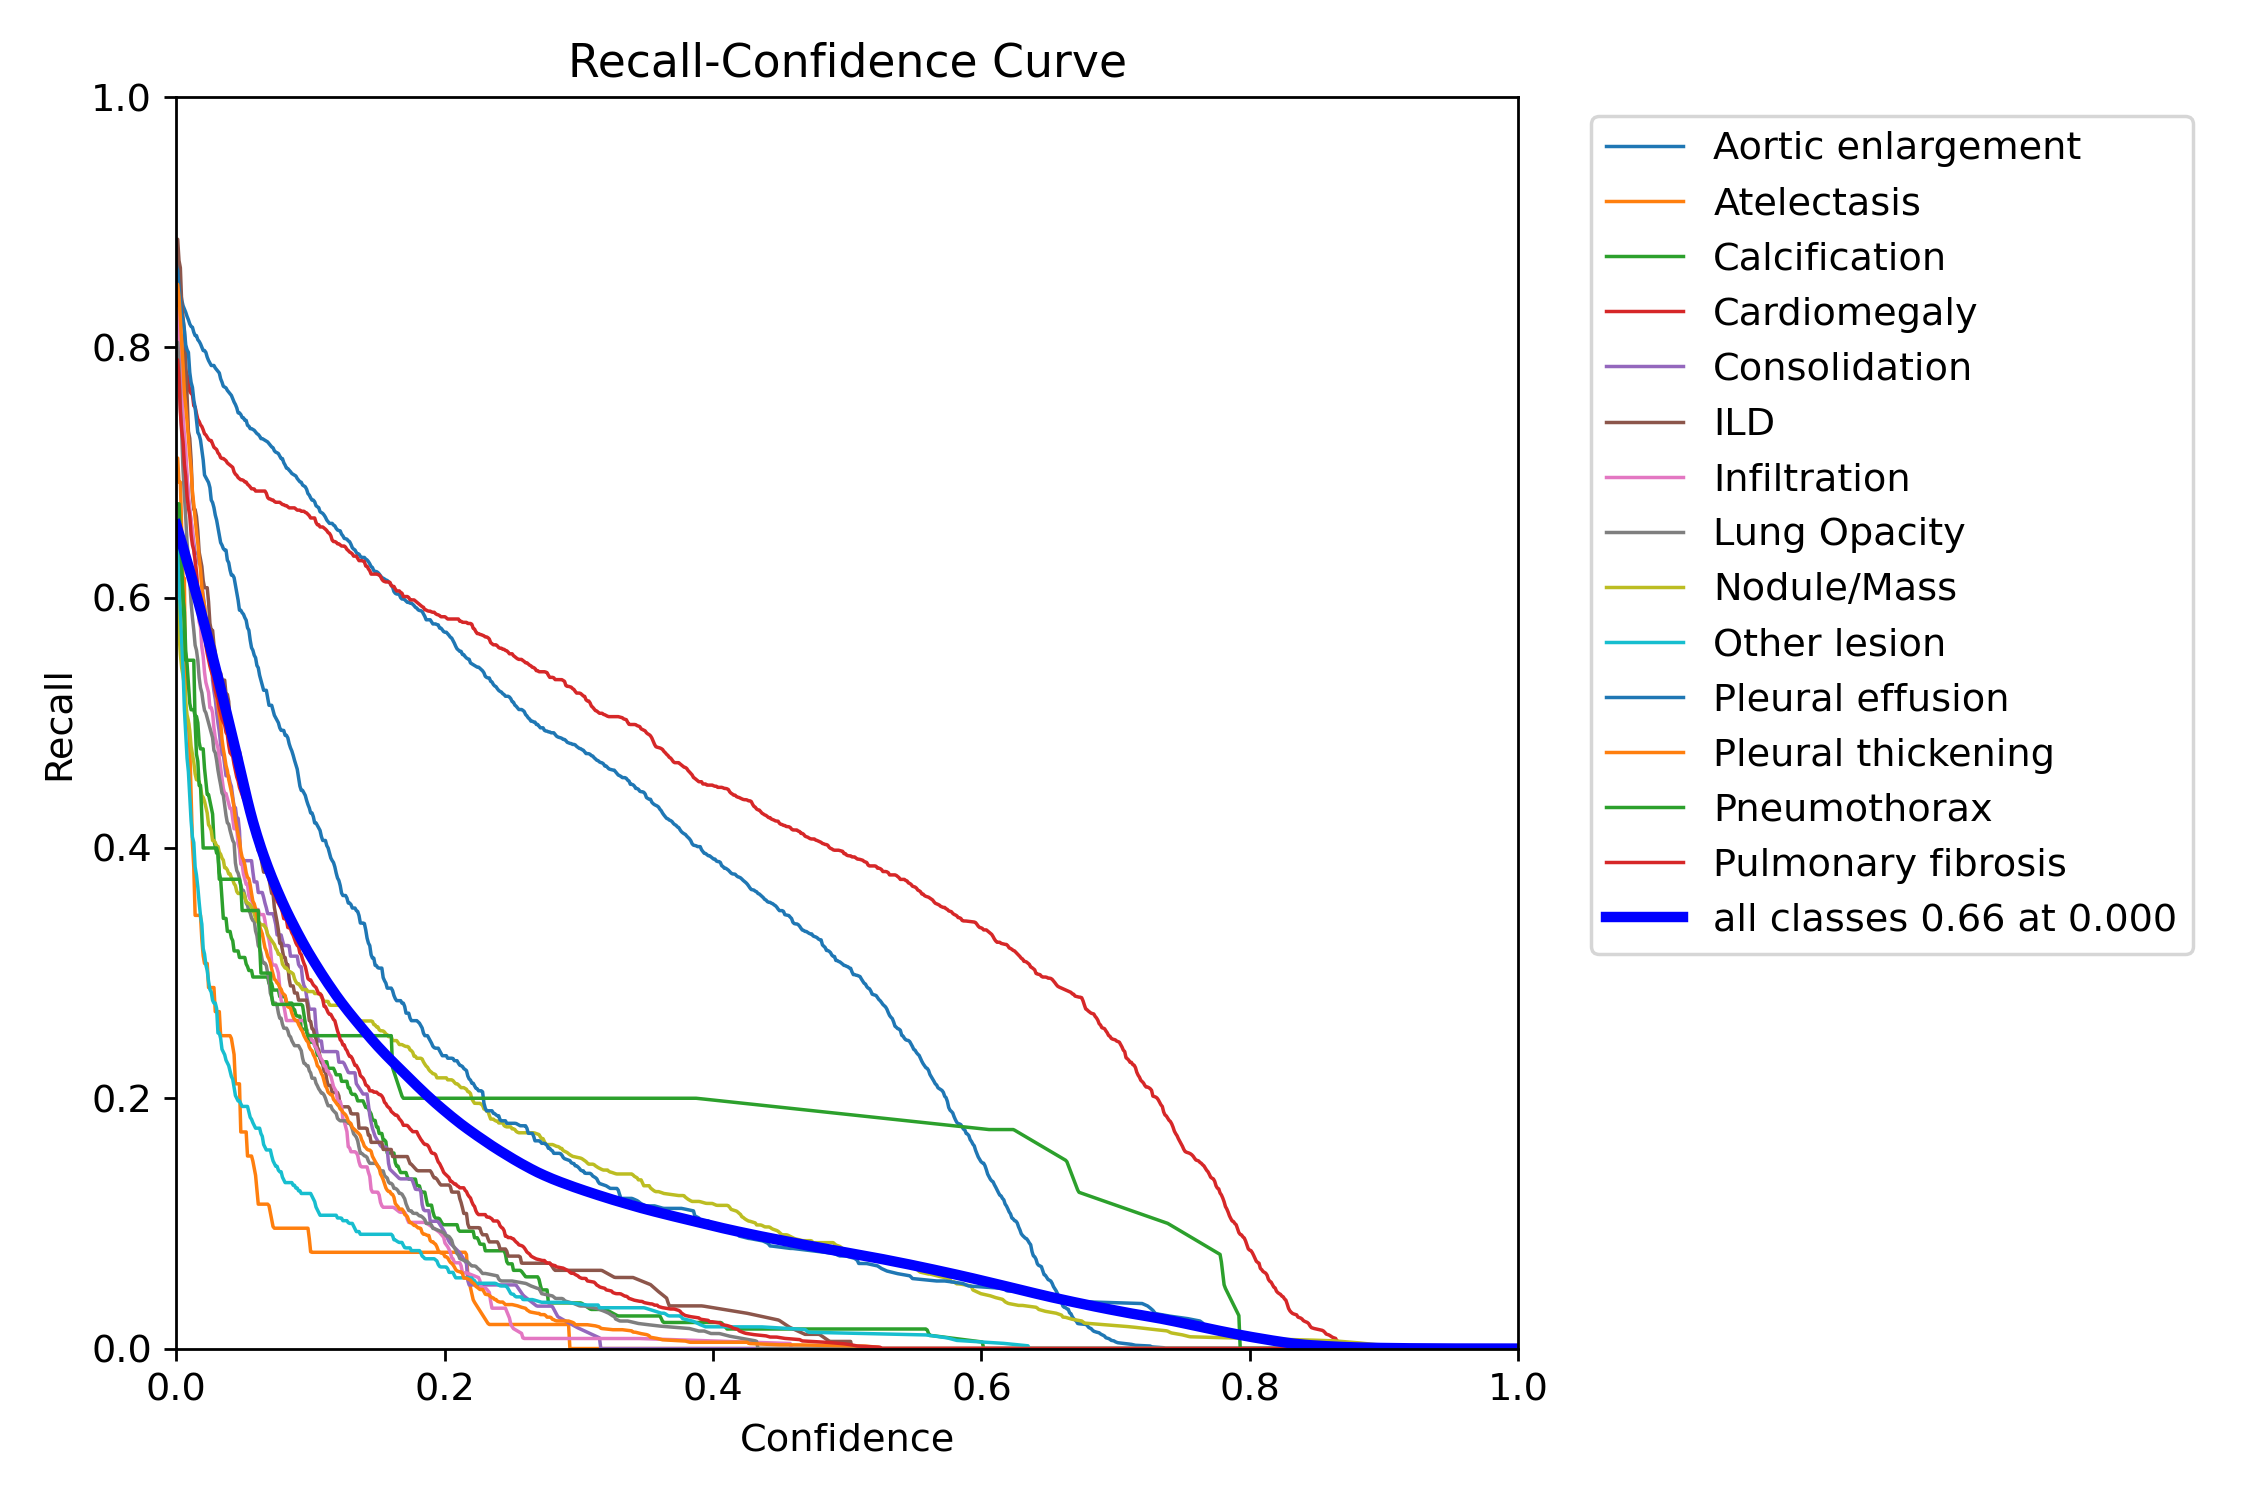 Recall-Confidence Curve
1.0
0.8
0.6
0.4
0.2
0.0
Recall
0.0 0.2 0.4 0.6 0.8 1.0
Confidence
Aortic enlargement
Atelectasis
Calcification
Cardiomegaly
Consolidation
ILD
Infiltration
Lung Opacity
Nodule/Mass
Other lesion
Pleural effusion
Pleural thickening
Pneumothorax
Pulmonary fibrosis
all classes 0.66 at 0.000